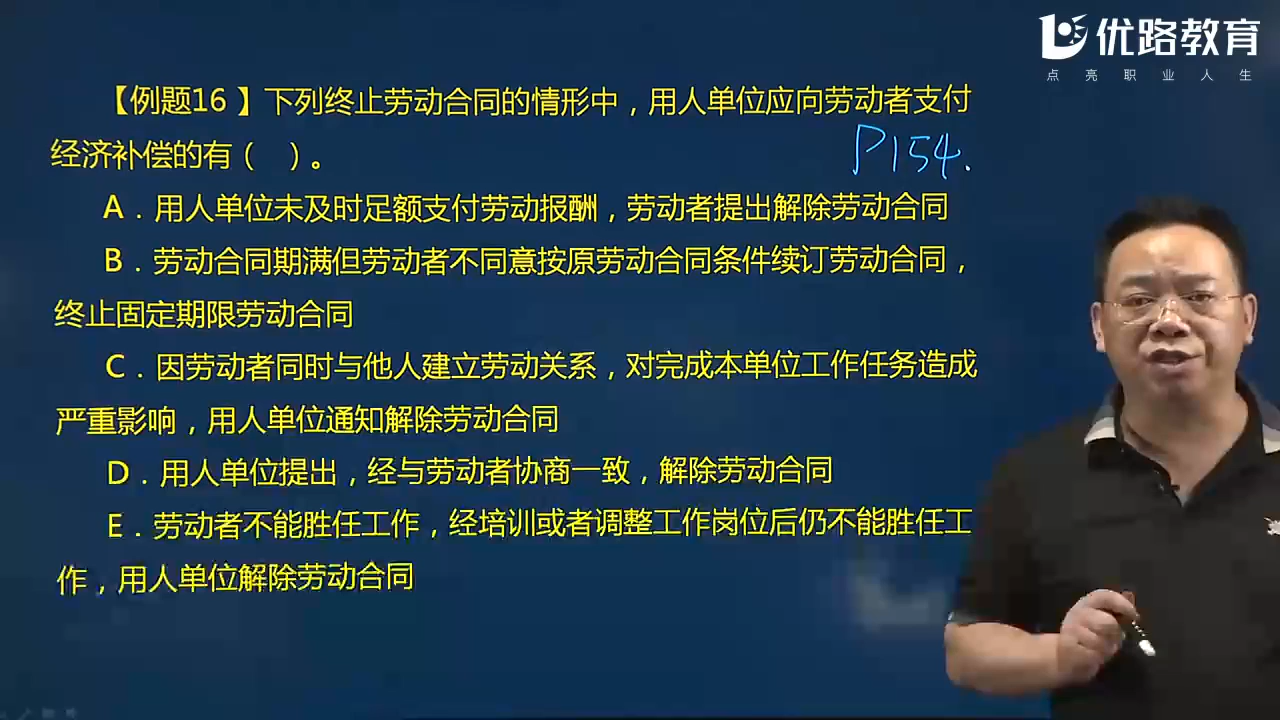 优路教育
点亮职业人生
【例题16】下列终止劳动合同的情形中，用人单位应向劳动者支付
经济补偿的有（ ）。
P154.
A．用人单位未及时足额支付劳动报酬，劳动者提出解除劳动合同
B．劳动合同期满但劳动者不同意按原劳动合同条件续订劳动合同，
终止固定期限劳动合同
C．因劳动者同时与他人建立劳动关系，对完成本单位工作任务造成
严重影响，用人单位通知解除劳动合同
D．用人单位提出，经与劳动者协商一致，解除劳动合同
E．劳动者不能胜任工作，经培训或者调整工作岗位后仍不能胜任工
作，用人单位解除劳动合同